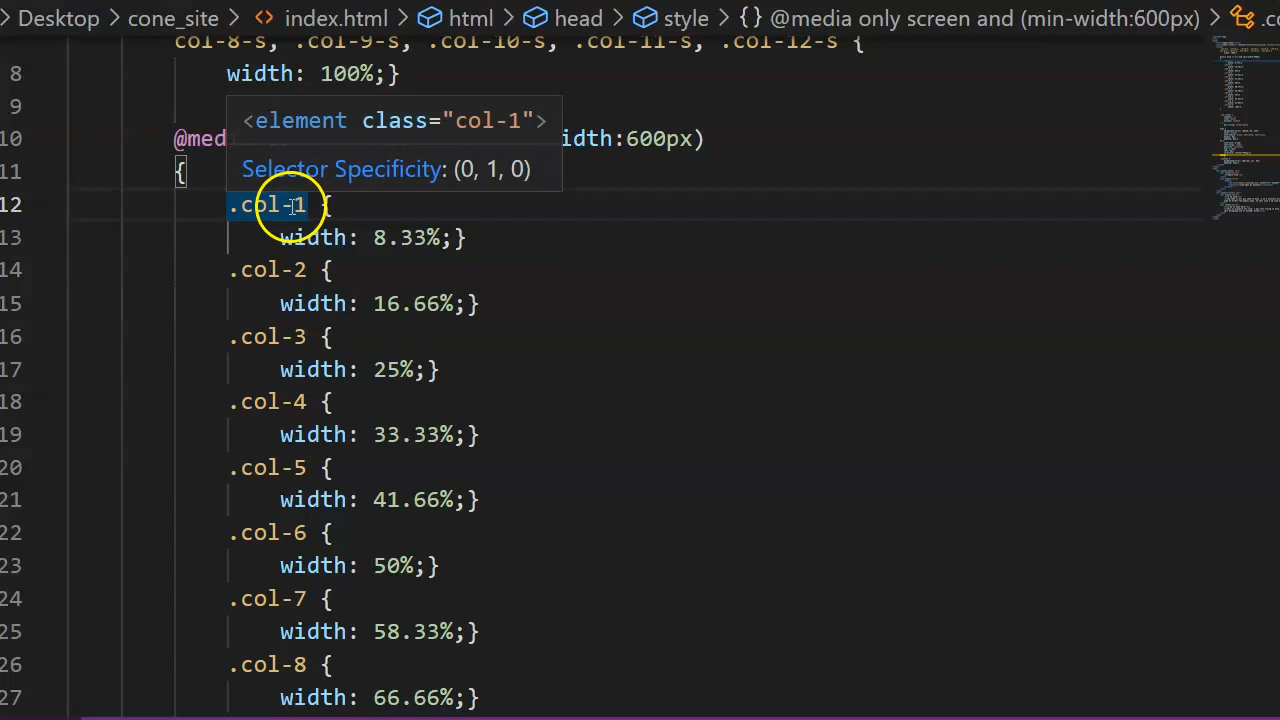 Desktop > cone_site > <> index.html > html > head > style > {} @media only screen and (min-width:600px) > .co
col-8-s, .col-9-s, .col-10-s, .col-11-s, .col-12-s {
8 width: 100%;}
9 <element class="col-1">
10 @med idth:600px)
11 { Selector Specificity: (0, 1, 0)
12 .col-1 {
13 width: 8.33%;}
14 .col-2 {
15 width: 16.66%;}
16 .col-3 {
17 width: 25%;}
18 .col-4 {
19 width: 33.33%;}
20 .col-5 {
21 width: 41.66%;}
22 .col-6 {
23 width: 50%;}
24 .col-7 {
25 width: 58.33%;}
26 .col-8 {
27 width: 66.66%;}